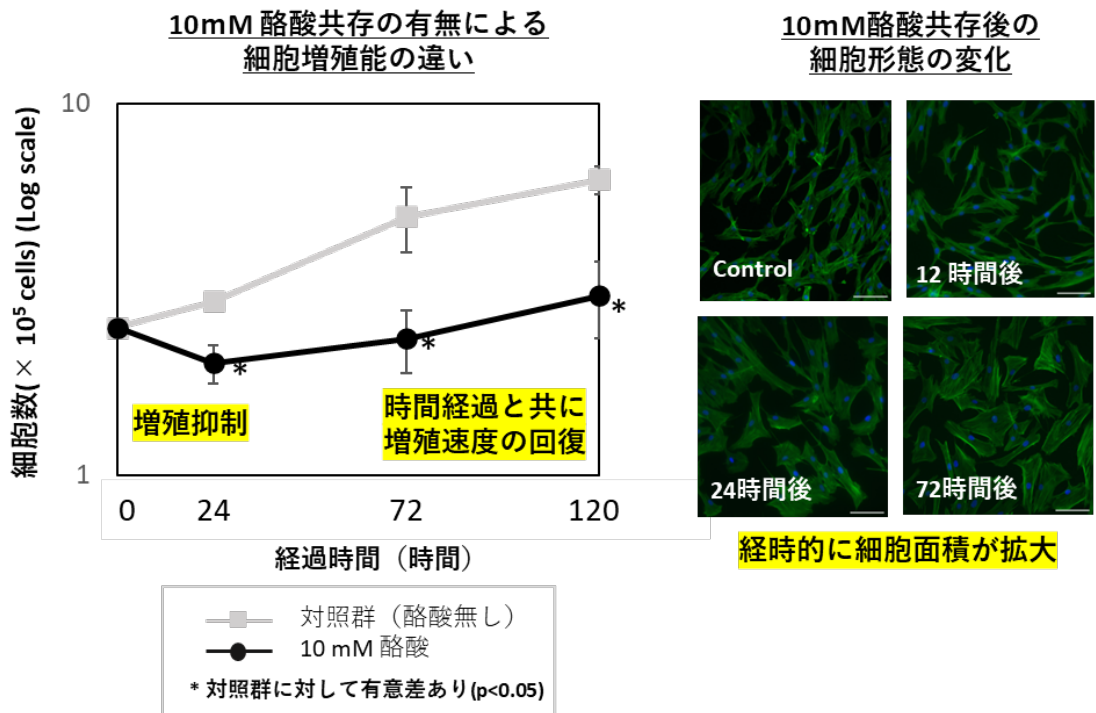 10mM 酪酸共存の有無による
細胞増殖能の違い
10
1
細胞数(× 10⁵ cells) (Log scale)
増殖抑制
時間経過と共に
増殖速度の回復
*
*
*
0 24 72 120
経過時間（時間）
対照群（酪酸無し）
10 mM 酪酸
* 対照群に対して有意差あり(p<0.05)
10mM酪酸共存後の
細胞形態の変化
Control
12 時間後
24時間後
72時間後
経時的に細胞面積が拡大